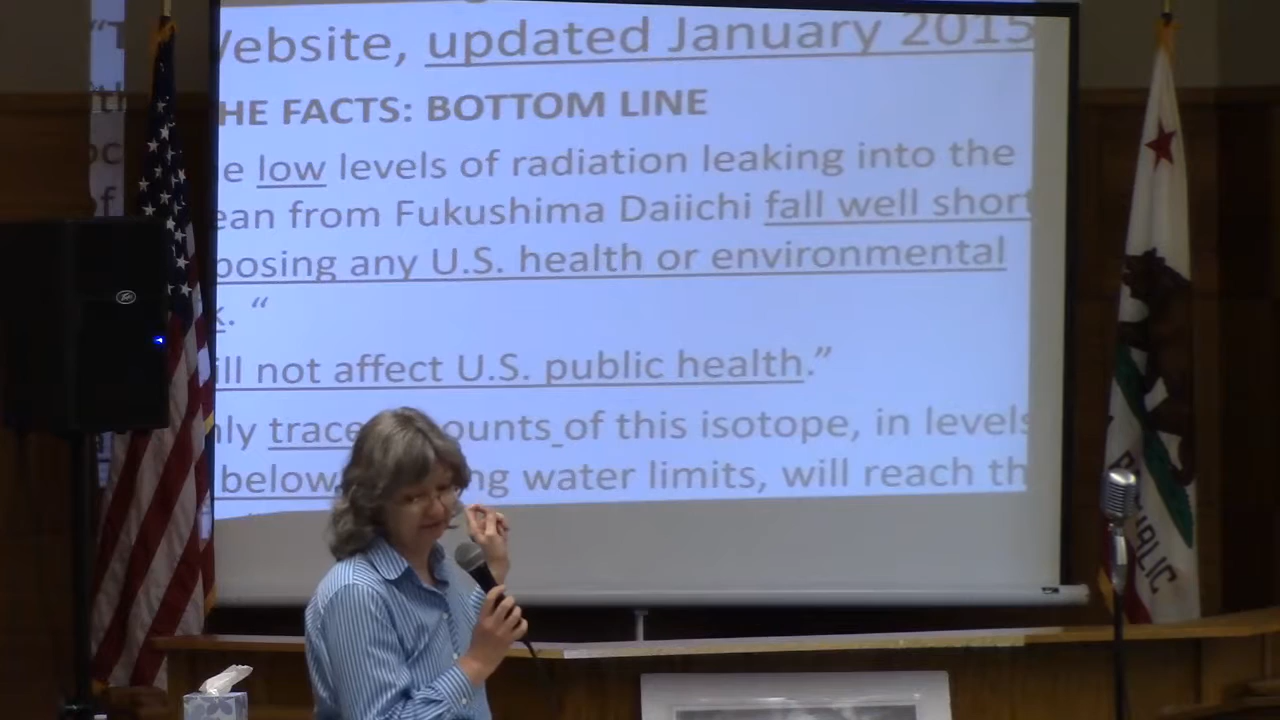 Website, updated January 2015
HE FACTS: BOTTOM LINE
e low levels of radiation leaking into the
ean from Fukushima Daiichi fall well short
posing any U.S. health or environmental
k. “
ill not affect U.S. public health.”
nly trace ounts of this isotope, in levels
below ng water limits, will reach th
REPUBLIC